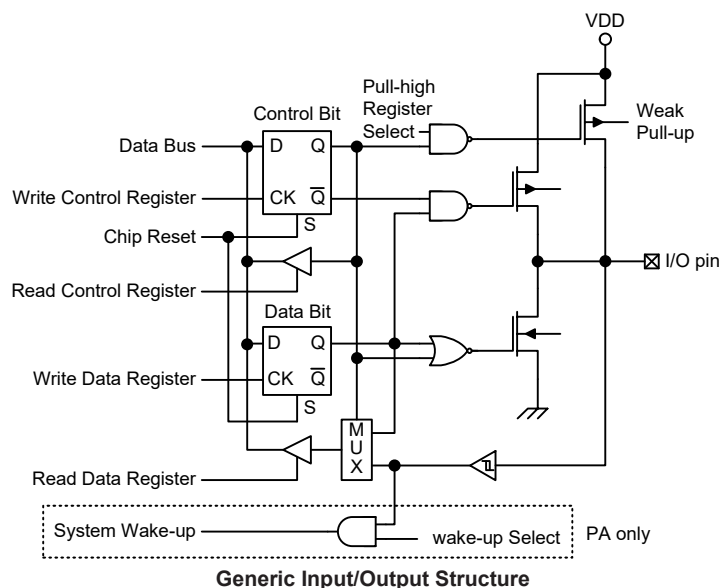 VDD
Pull-high
Register
Select
Control Bit
Weak
Pull-up
Data Bus
D
Q
Write Control Register
CK
Q
S
Chip Reset
I/O pin
Read Control Register
Data Bit
D
Q
Write Data Register
CK
Q
S
M
U
X
Read Data Register
System Wake-up
wake-up Select
PA only
Generic Input/Output Structure